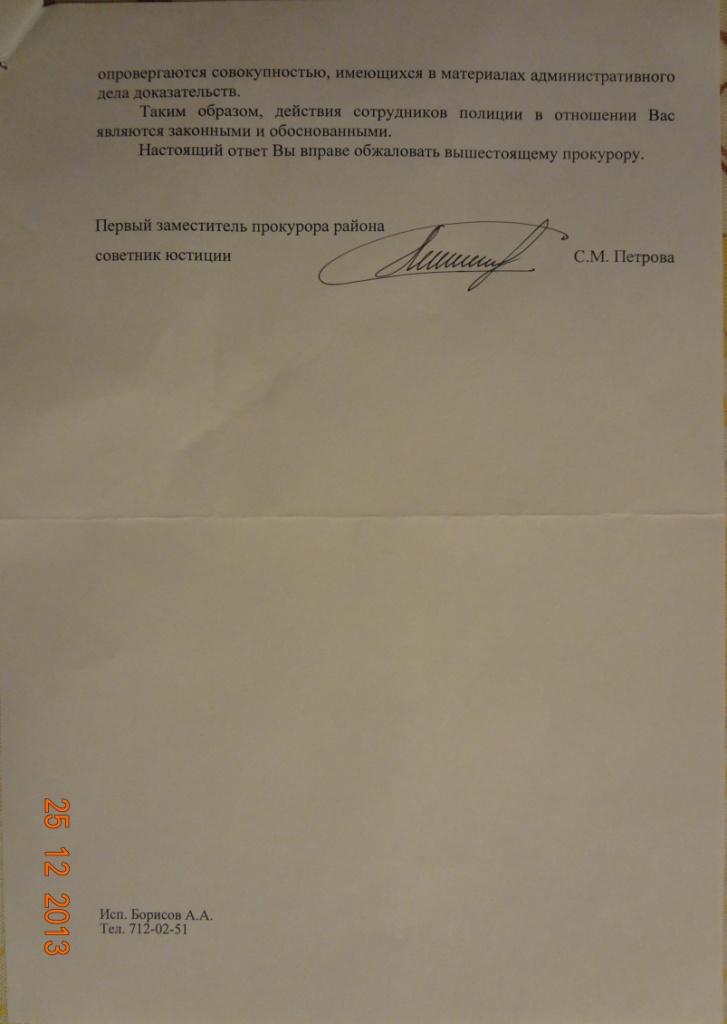 опровергаются совокупностью, имеющихся в материалах административного
дела доказательств.
Таким образом, действия сотрудников полиции в отношении Вас
являются законными и обоснованными.
Настоящий ответ Вы вправе обжаловать вышестоящему прокурору.
Первый заместитель прокурора района
советник юстиции
С.М. Петрова
25 12 2013
Исп. Борисов А.А.
Тел. 712-02-51